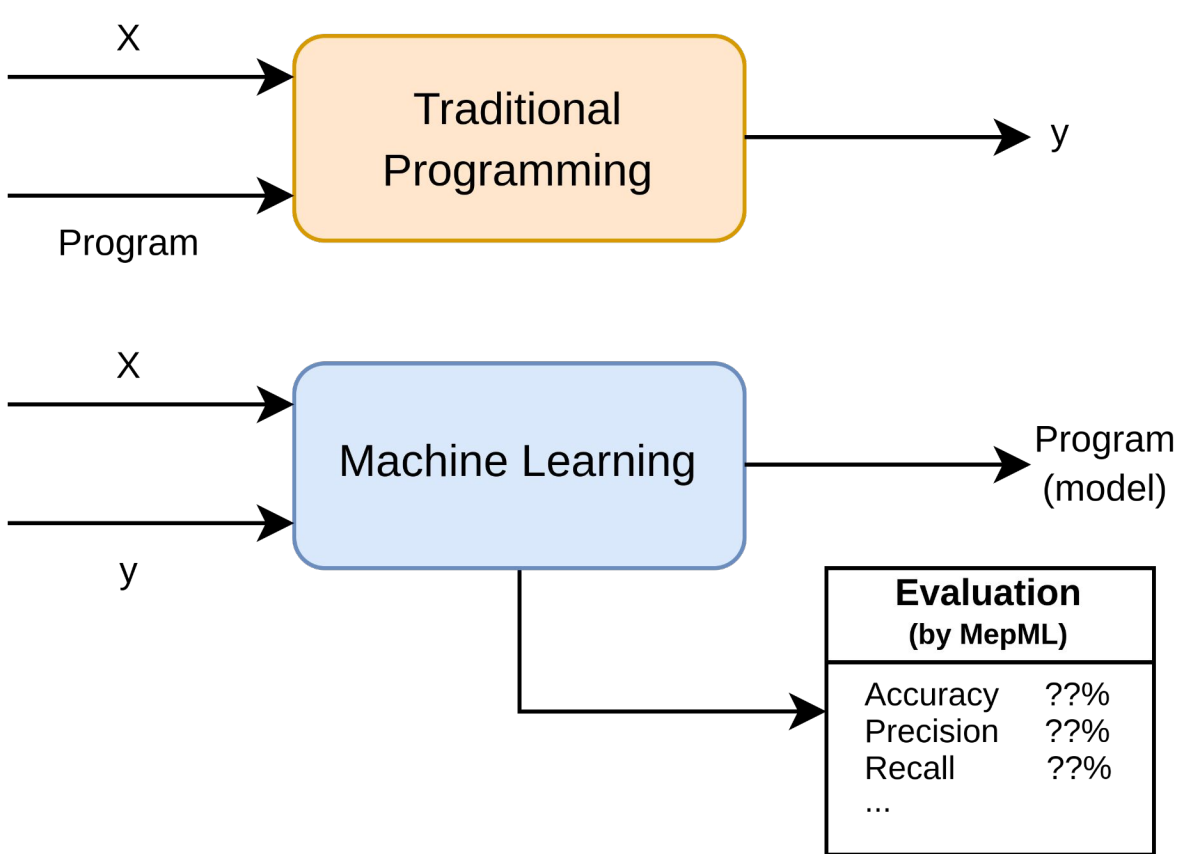 X
Traditional
Programming
y
Program
X
Machine Learning
Program
(model)
y
Evaluation
(by MepML)
Accuracy ??%
Precision ??%
Recall ??%
...